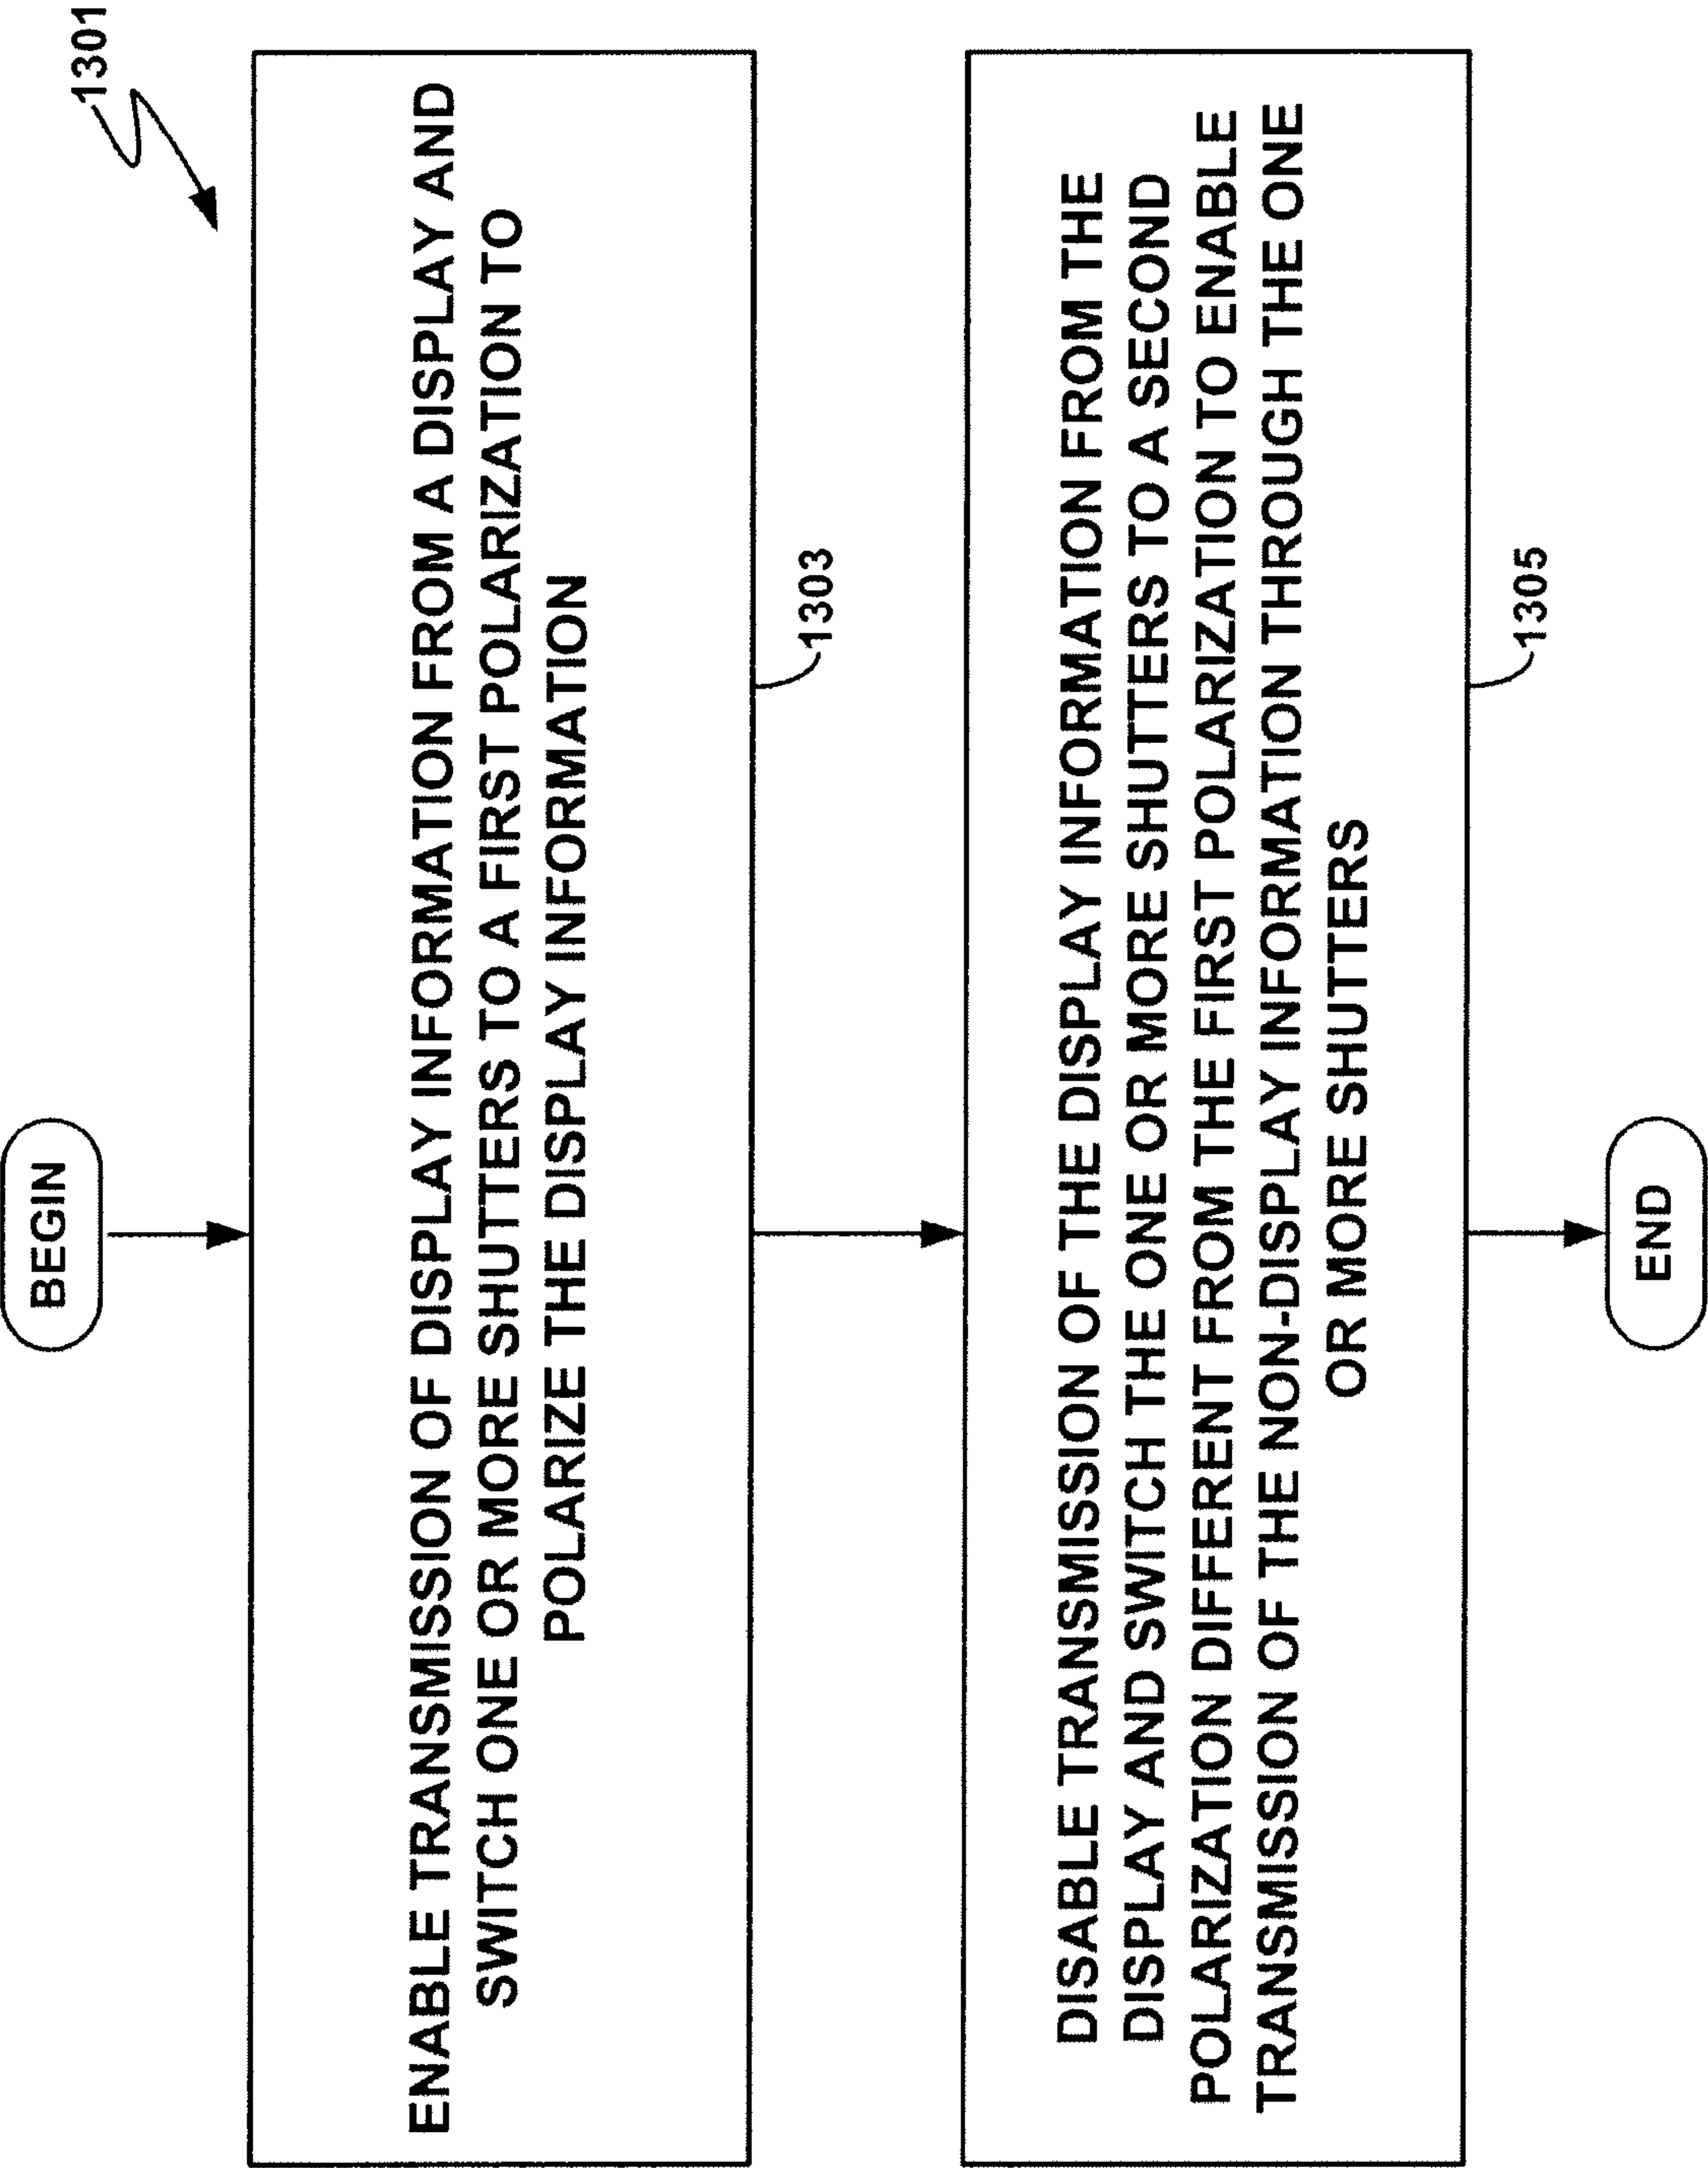 1301
BEGIN
ENABLE TRANSMISSION OF DISPLAY INFORMATION FROM A DISPLAY AND
SWITCH ONE OR MORE SHUTTERS TO A FIRST POLARIZATION TO
POLARIZE THE DISPLAY INFORMATION
1303
DISABLE TRANSMISSION OF THE DISPLAY INFORMATION FROM THE
DISPLAY AND SWITCH THE ONE OR MORE SHUTTERS TO A SECOND
POLARIZATION DIFFERENT FROM THE FIRST POLARIZATION TO ENABLE
TRANSMISSION OF THE NON-DISPLAY INFORMATION THROUGH THE ONE
OR MORE SHUTTERS
1305
END